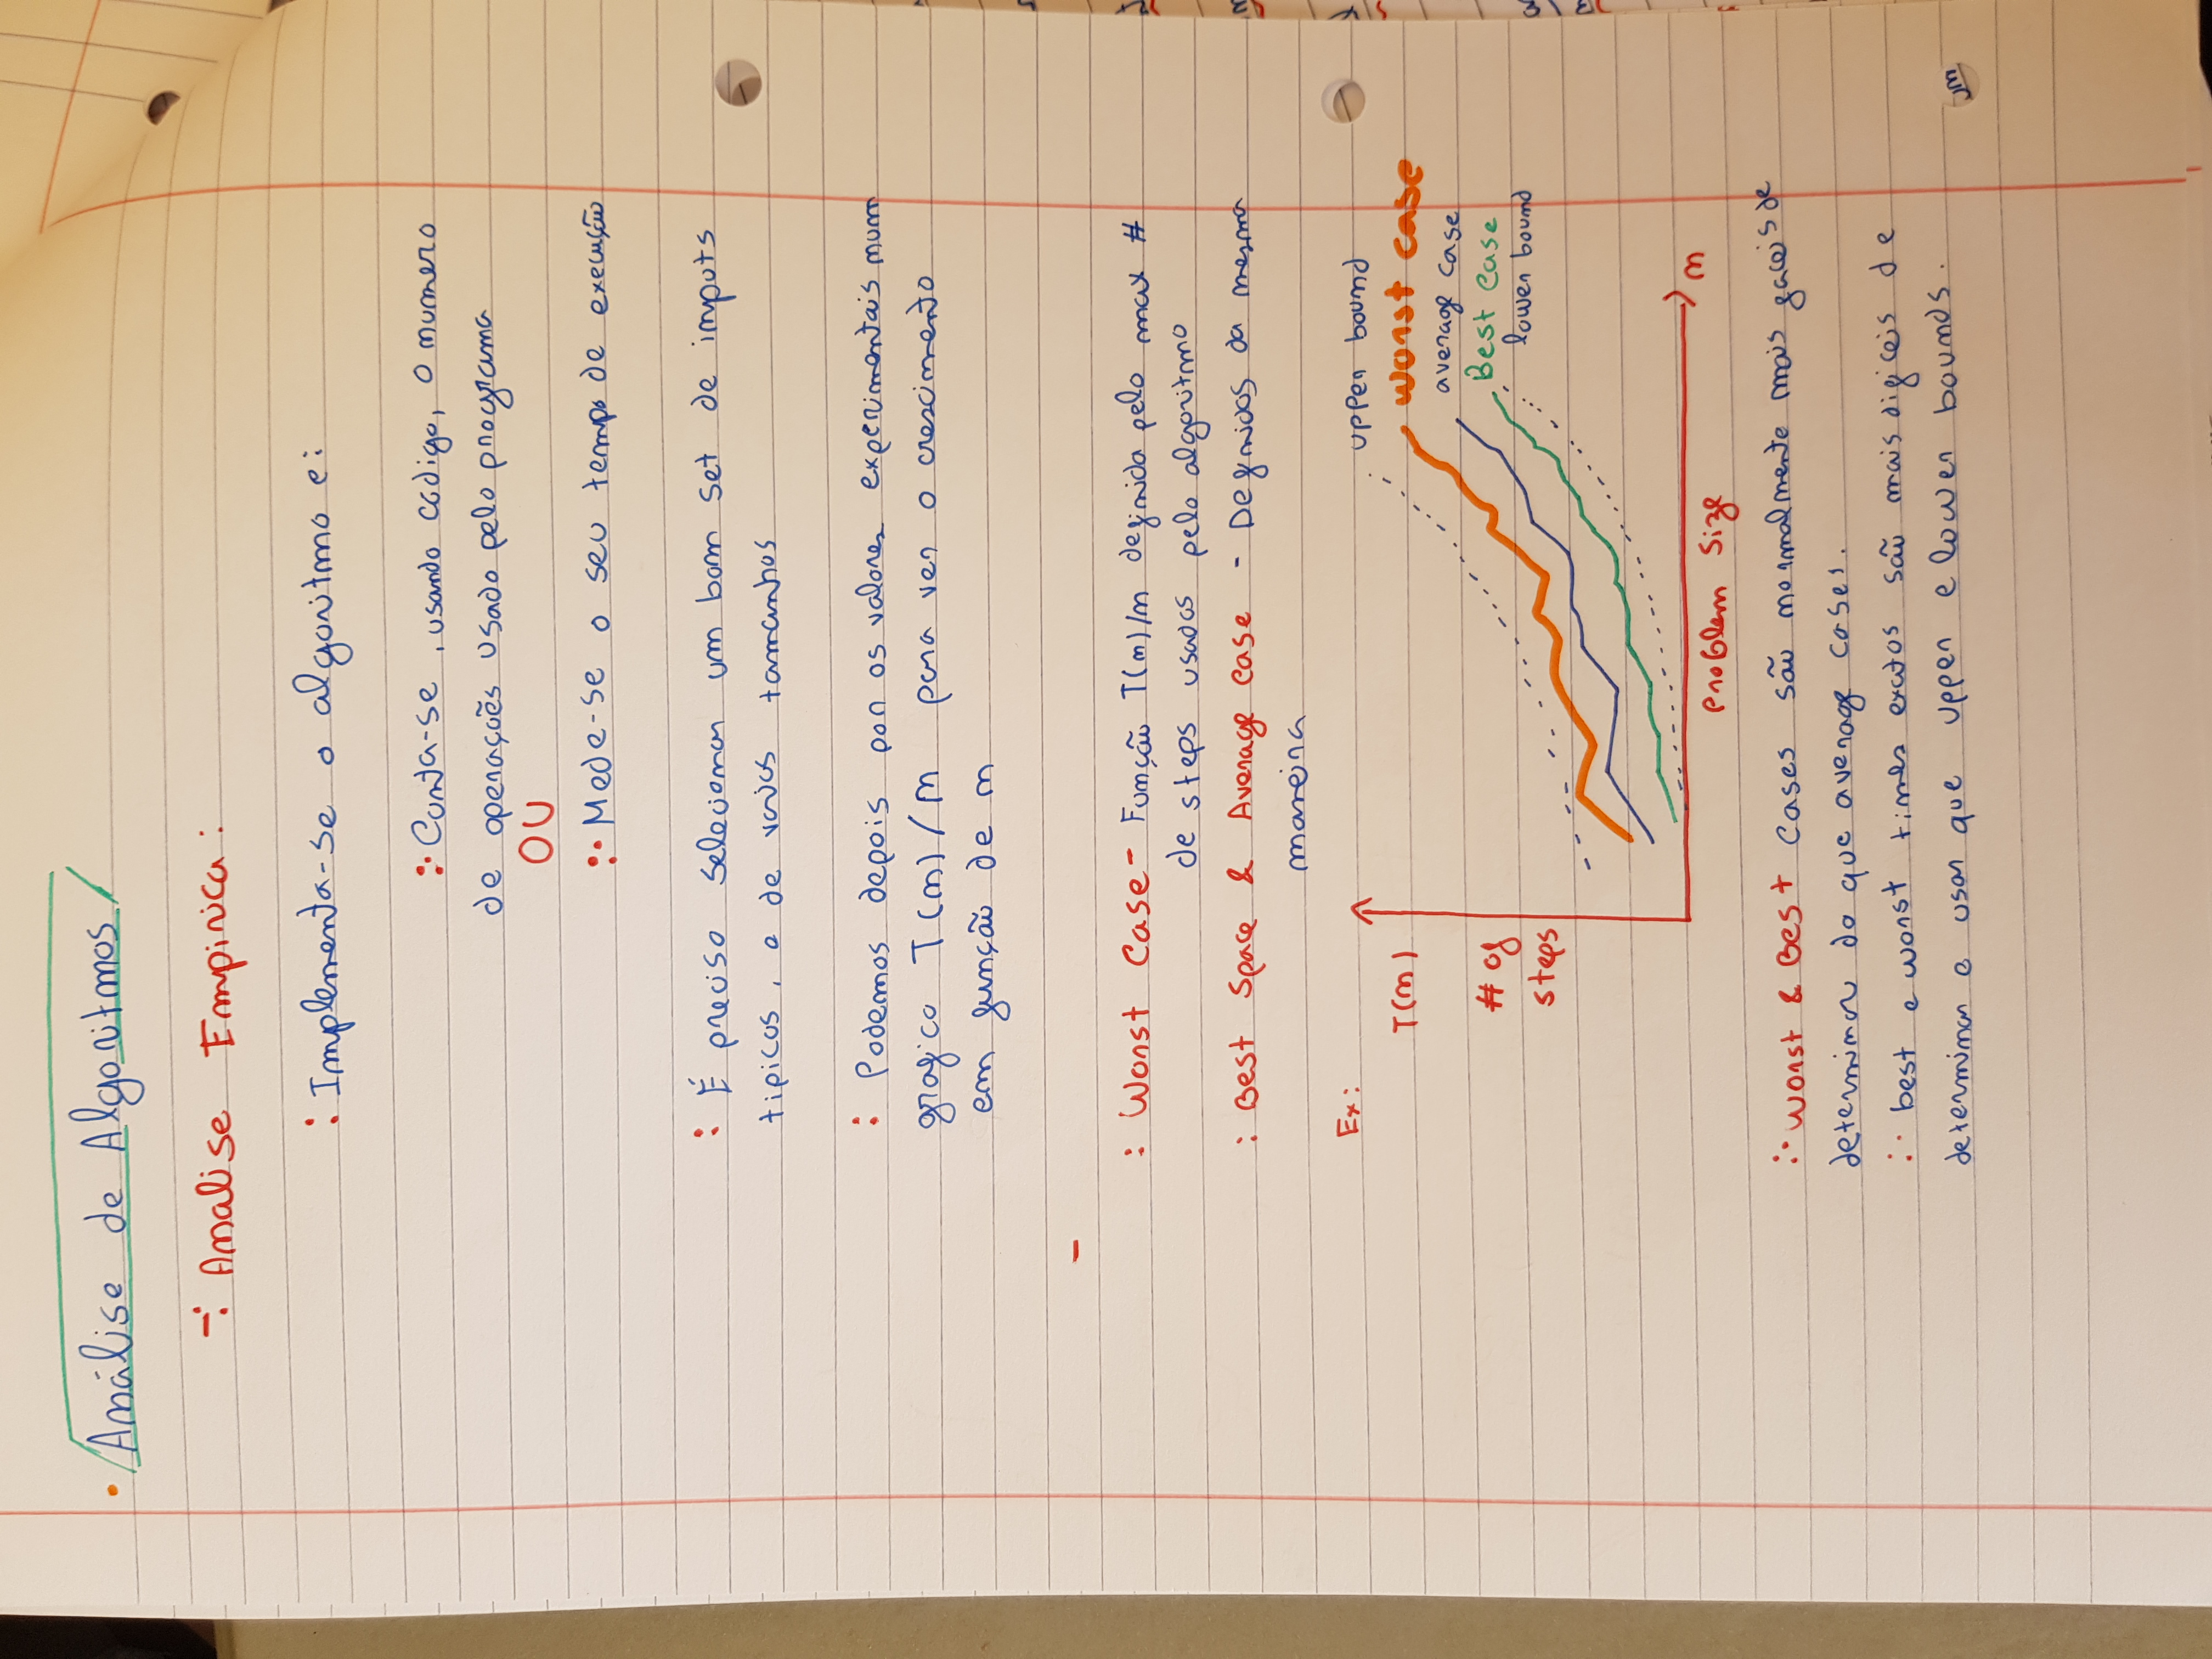 • Análise de Algoritmos
-: Analise Empirica:
: Implementa-se o algoritmo e:
:• Conta-se, usando código, o numero
de operações usado pelo programa
OU
:• Mede-se o seu tempo de execução
: É preciso selecionar um bom set de inputs
tipicos, e de varios tamanhos
: Podemos depois por os valores experimentais num
grafico T(n)/n para ver o crescimento
em função de n
-
: Worst Case - Função T(n)/n definida pelo max #
de steps usados pelo algoritmo
: Best Space & Average Case - Definidos da mesma
maneira
Ex:
upper bound
T(n)
worst case
average case
# of
Best Case
lower bound
steps
n
Problem Size
:• Worst & Best Cases são normalmente mais faceis de
determinar do que average cases.
:• best e worst times exatos são mais dificeis de
determinar e usar que upper e lower bounds.